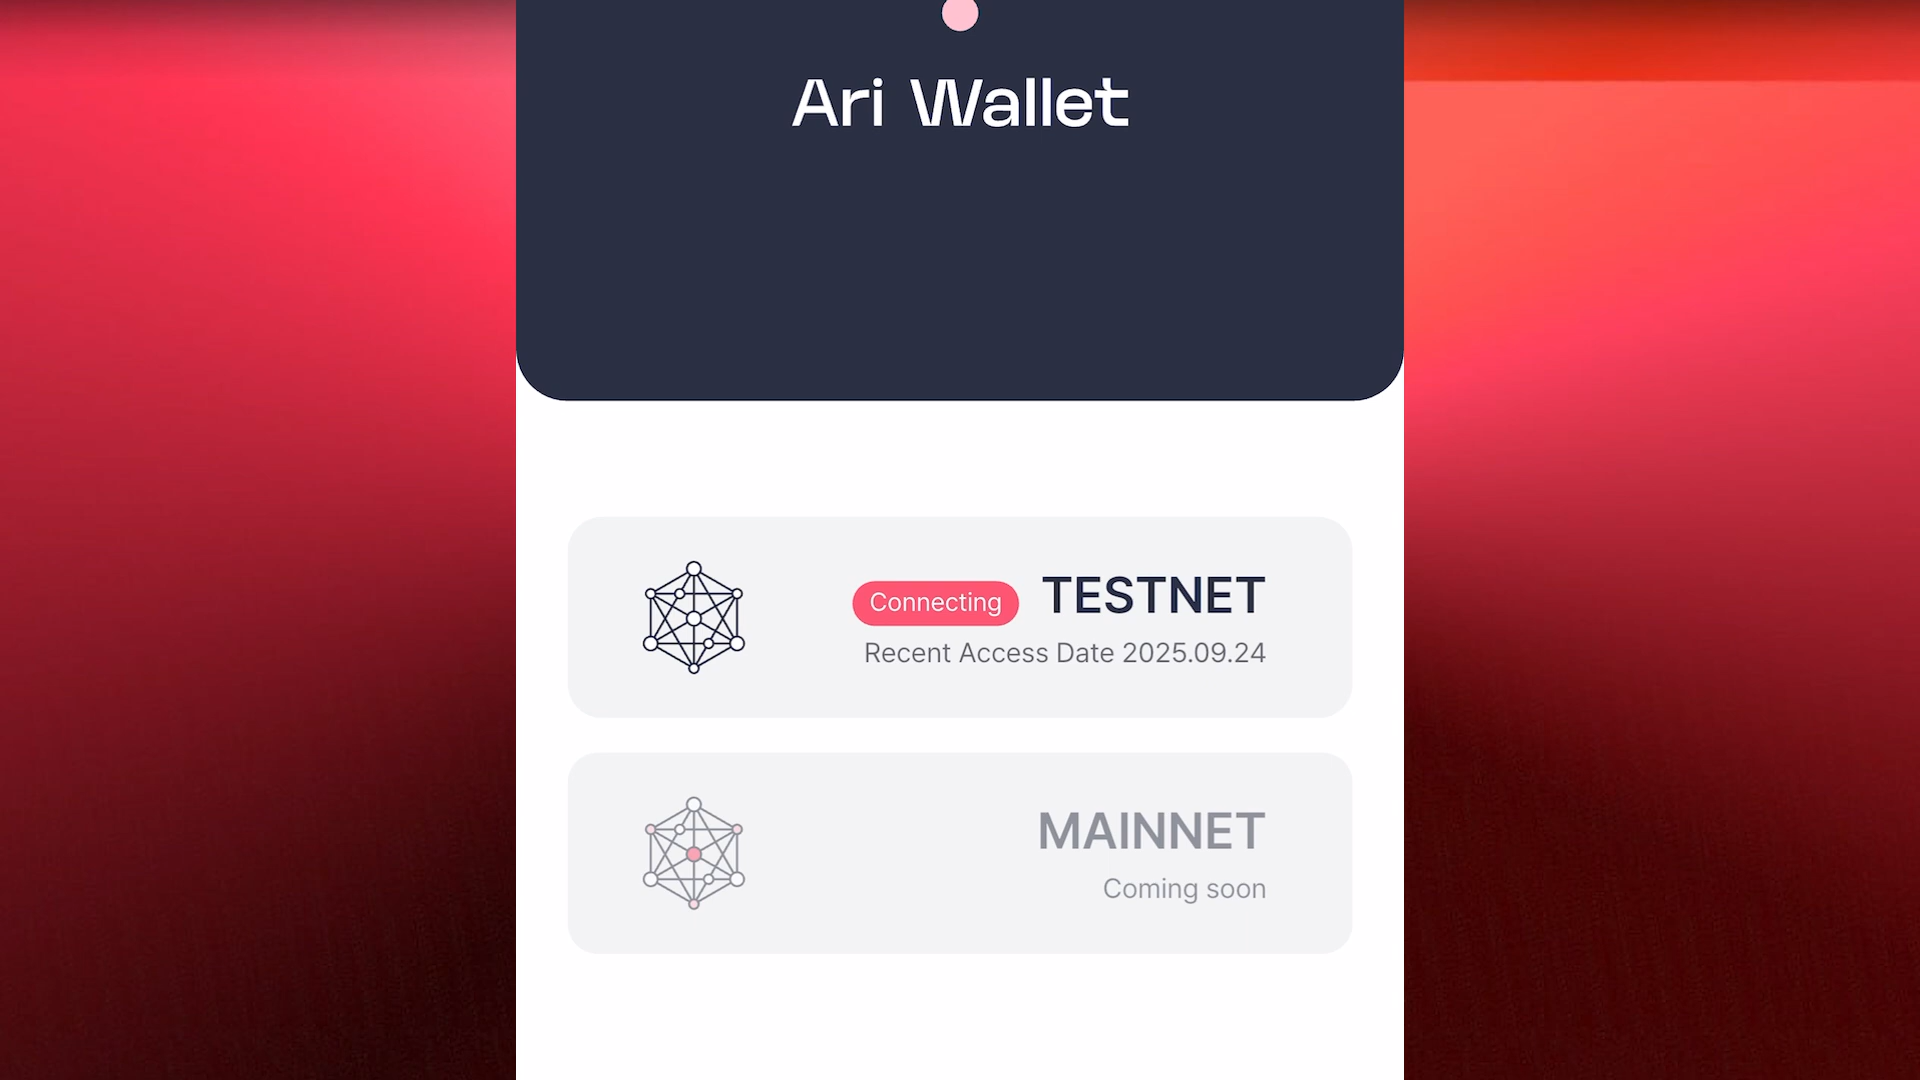 Ari Wallet
Connecting TESTNET
Recent Access Date 2025.09.24
MAINNET
Coming soon